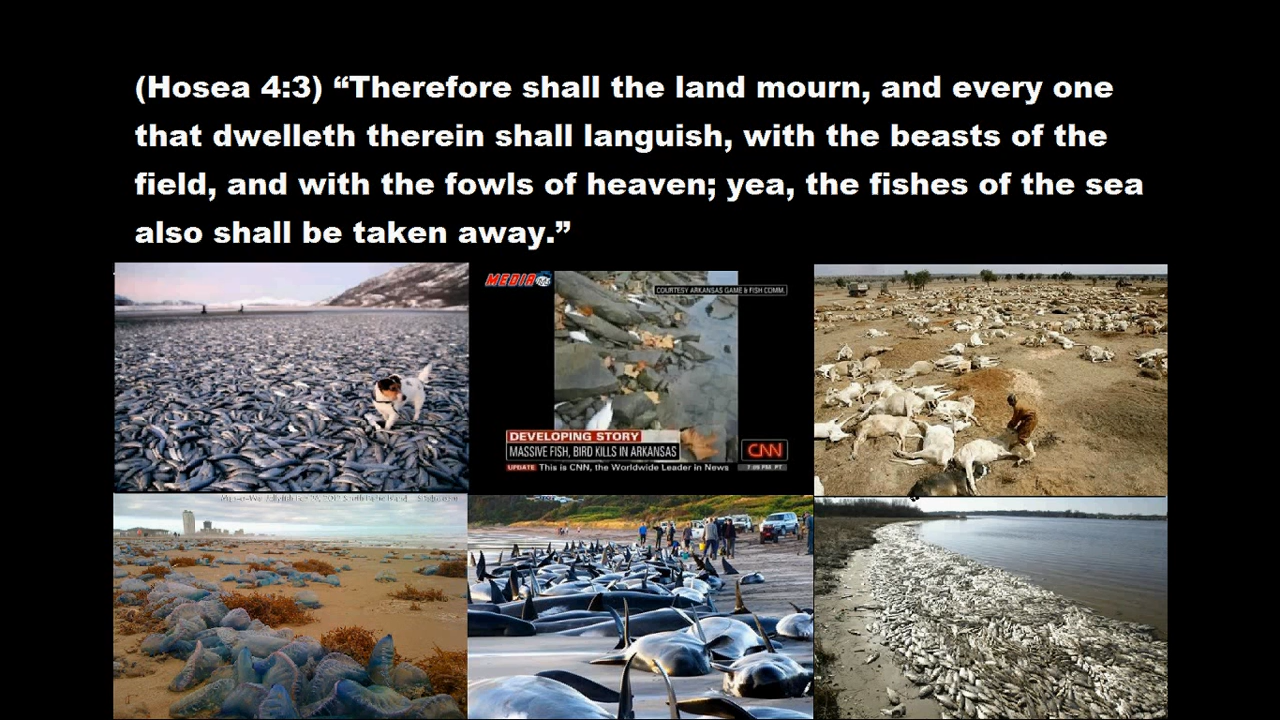 (Hosea 4:3) “Therefore shall the land mourn, and every one
that dwelleth therein shall languish, with the beasts of the
field, and with the fowls of heaven; yea, the fishes of the sea
also shall be taken away.”
MEDIA
COURTESY ARKANSAS GAME & FISH COMM.
DEVELOPING STORY
MASSIVE FISH, BIRD KILLS IN ARKANSAS
CNN
UPDATE This is CNN, the Worldwide Leader in News
PM PT